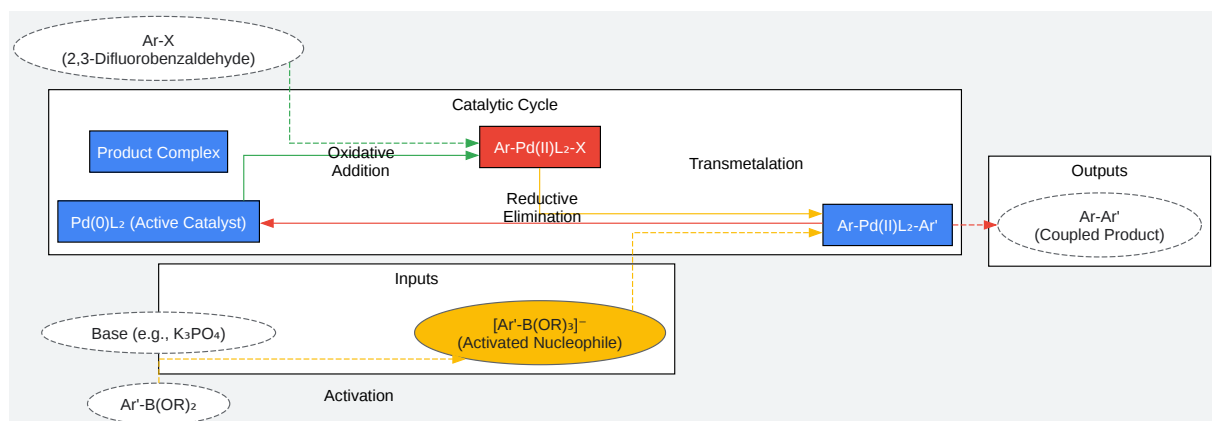 Ar-X
(2,3-Difluorobenzaldehyde)
Catalytic Cycle
Product Complex
Oxidative
Addition
Ar-Pd(II)L₂-X
Transmetalation
Pd(0)L₂ (Active Catalyst)
Reductive
Elimination
Ar-Pd(II)L₂-Ar'
Outputs
Ar-Ar'
(Coupled Product)
Inputs
Base (e.g., K₃PO₄)
[Ar'-B(OR)₃]⁻
(Activated Nucleophile)
Activation
Ar'-B(OR)₂